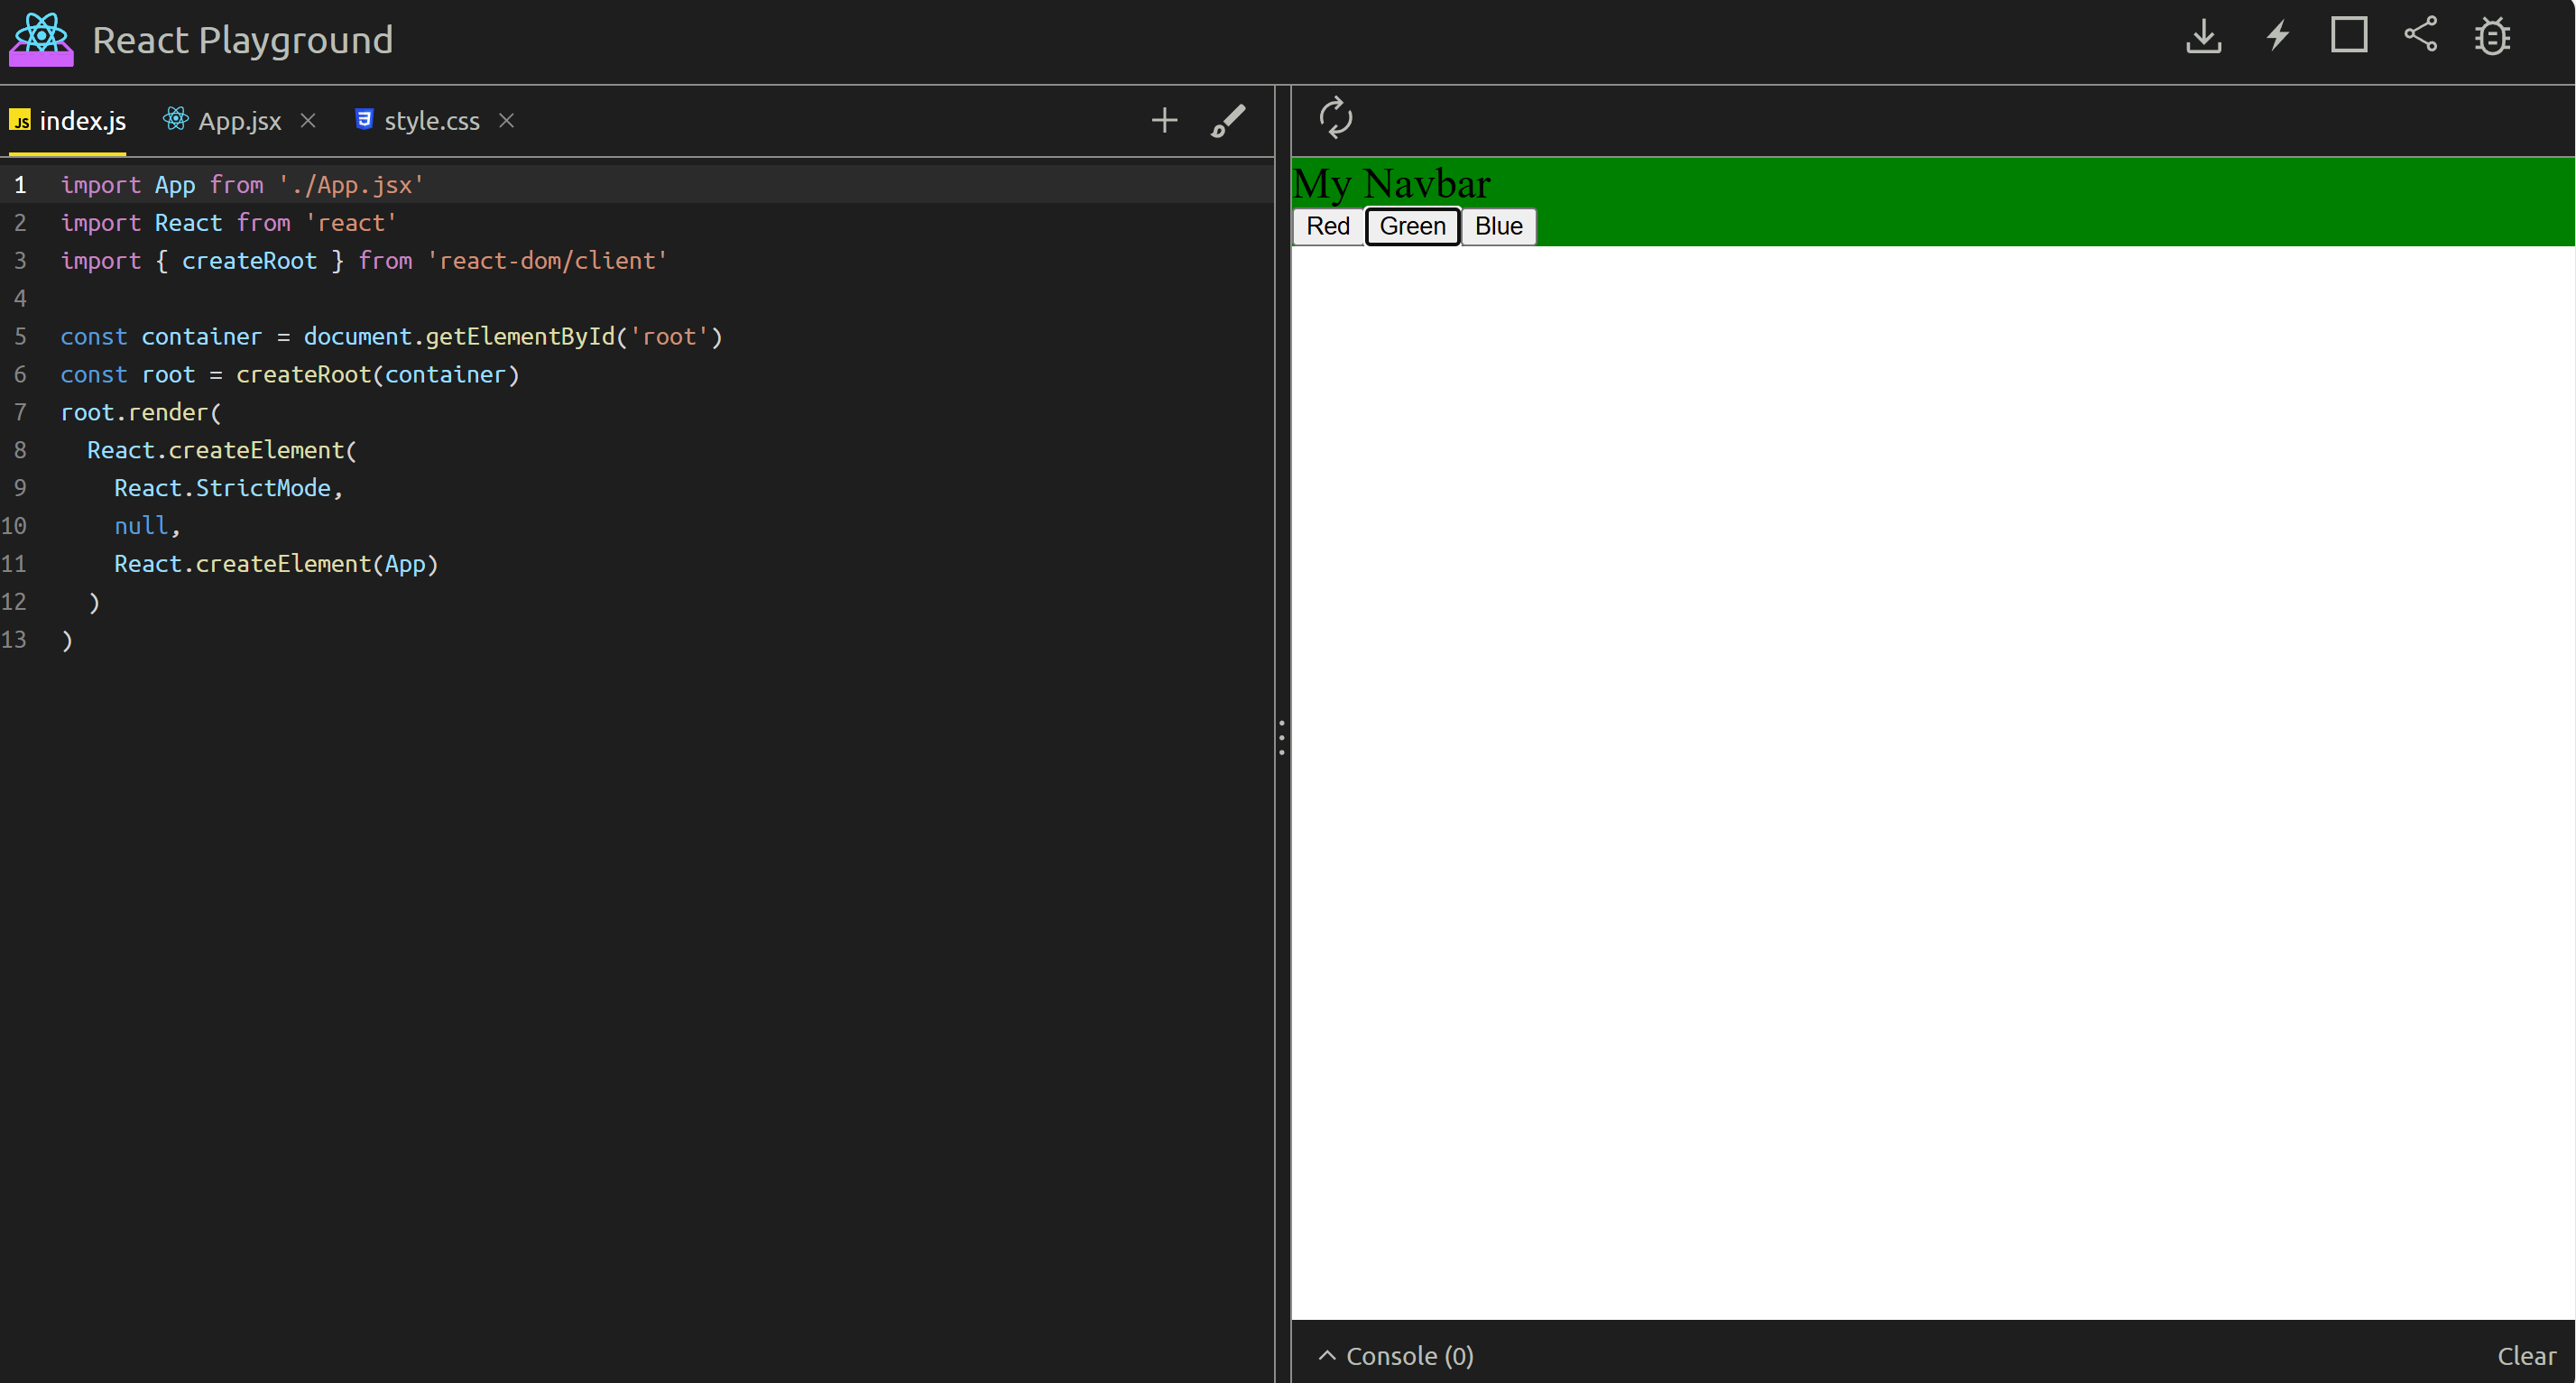 React Playground
JS index.js App.jsx style.css
1 import App from './App.jsx'
2 import React from 'react'
3 import { createRoot } from 'react-dom/client'
4
5 const container = document.getElementById('root')
6 const root = createRoot(container)
7 root.render(
8 React.createElement(
9 React.StrictMode,
10 null,
11 React.createElement(App)
12 )
13 )
My Navbar
Red Green Blue
Console (0) Clear